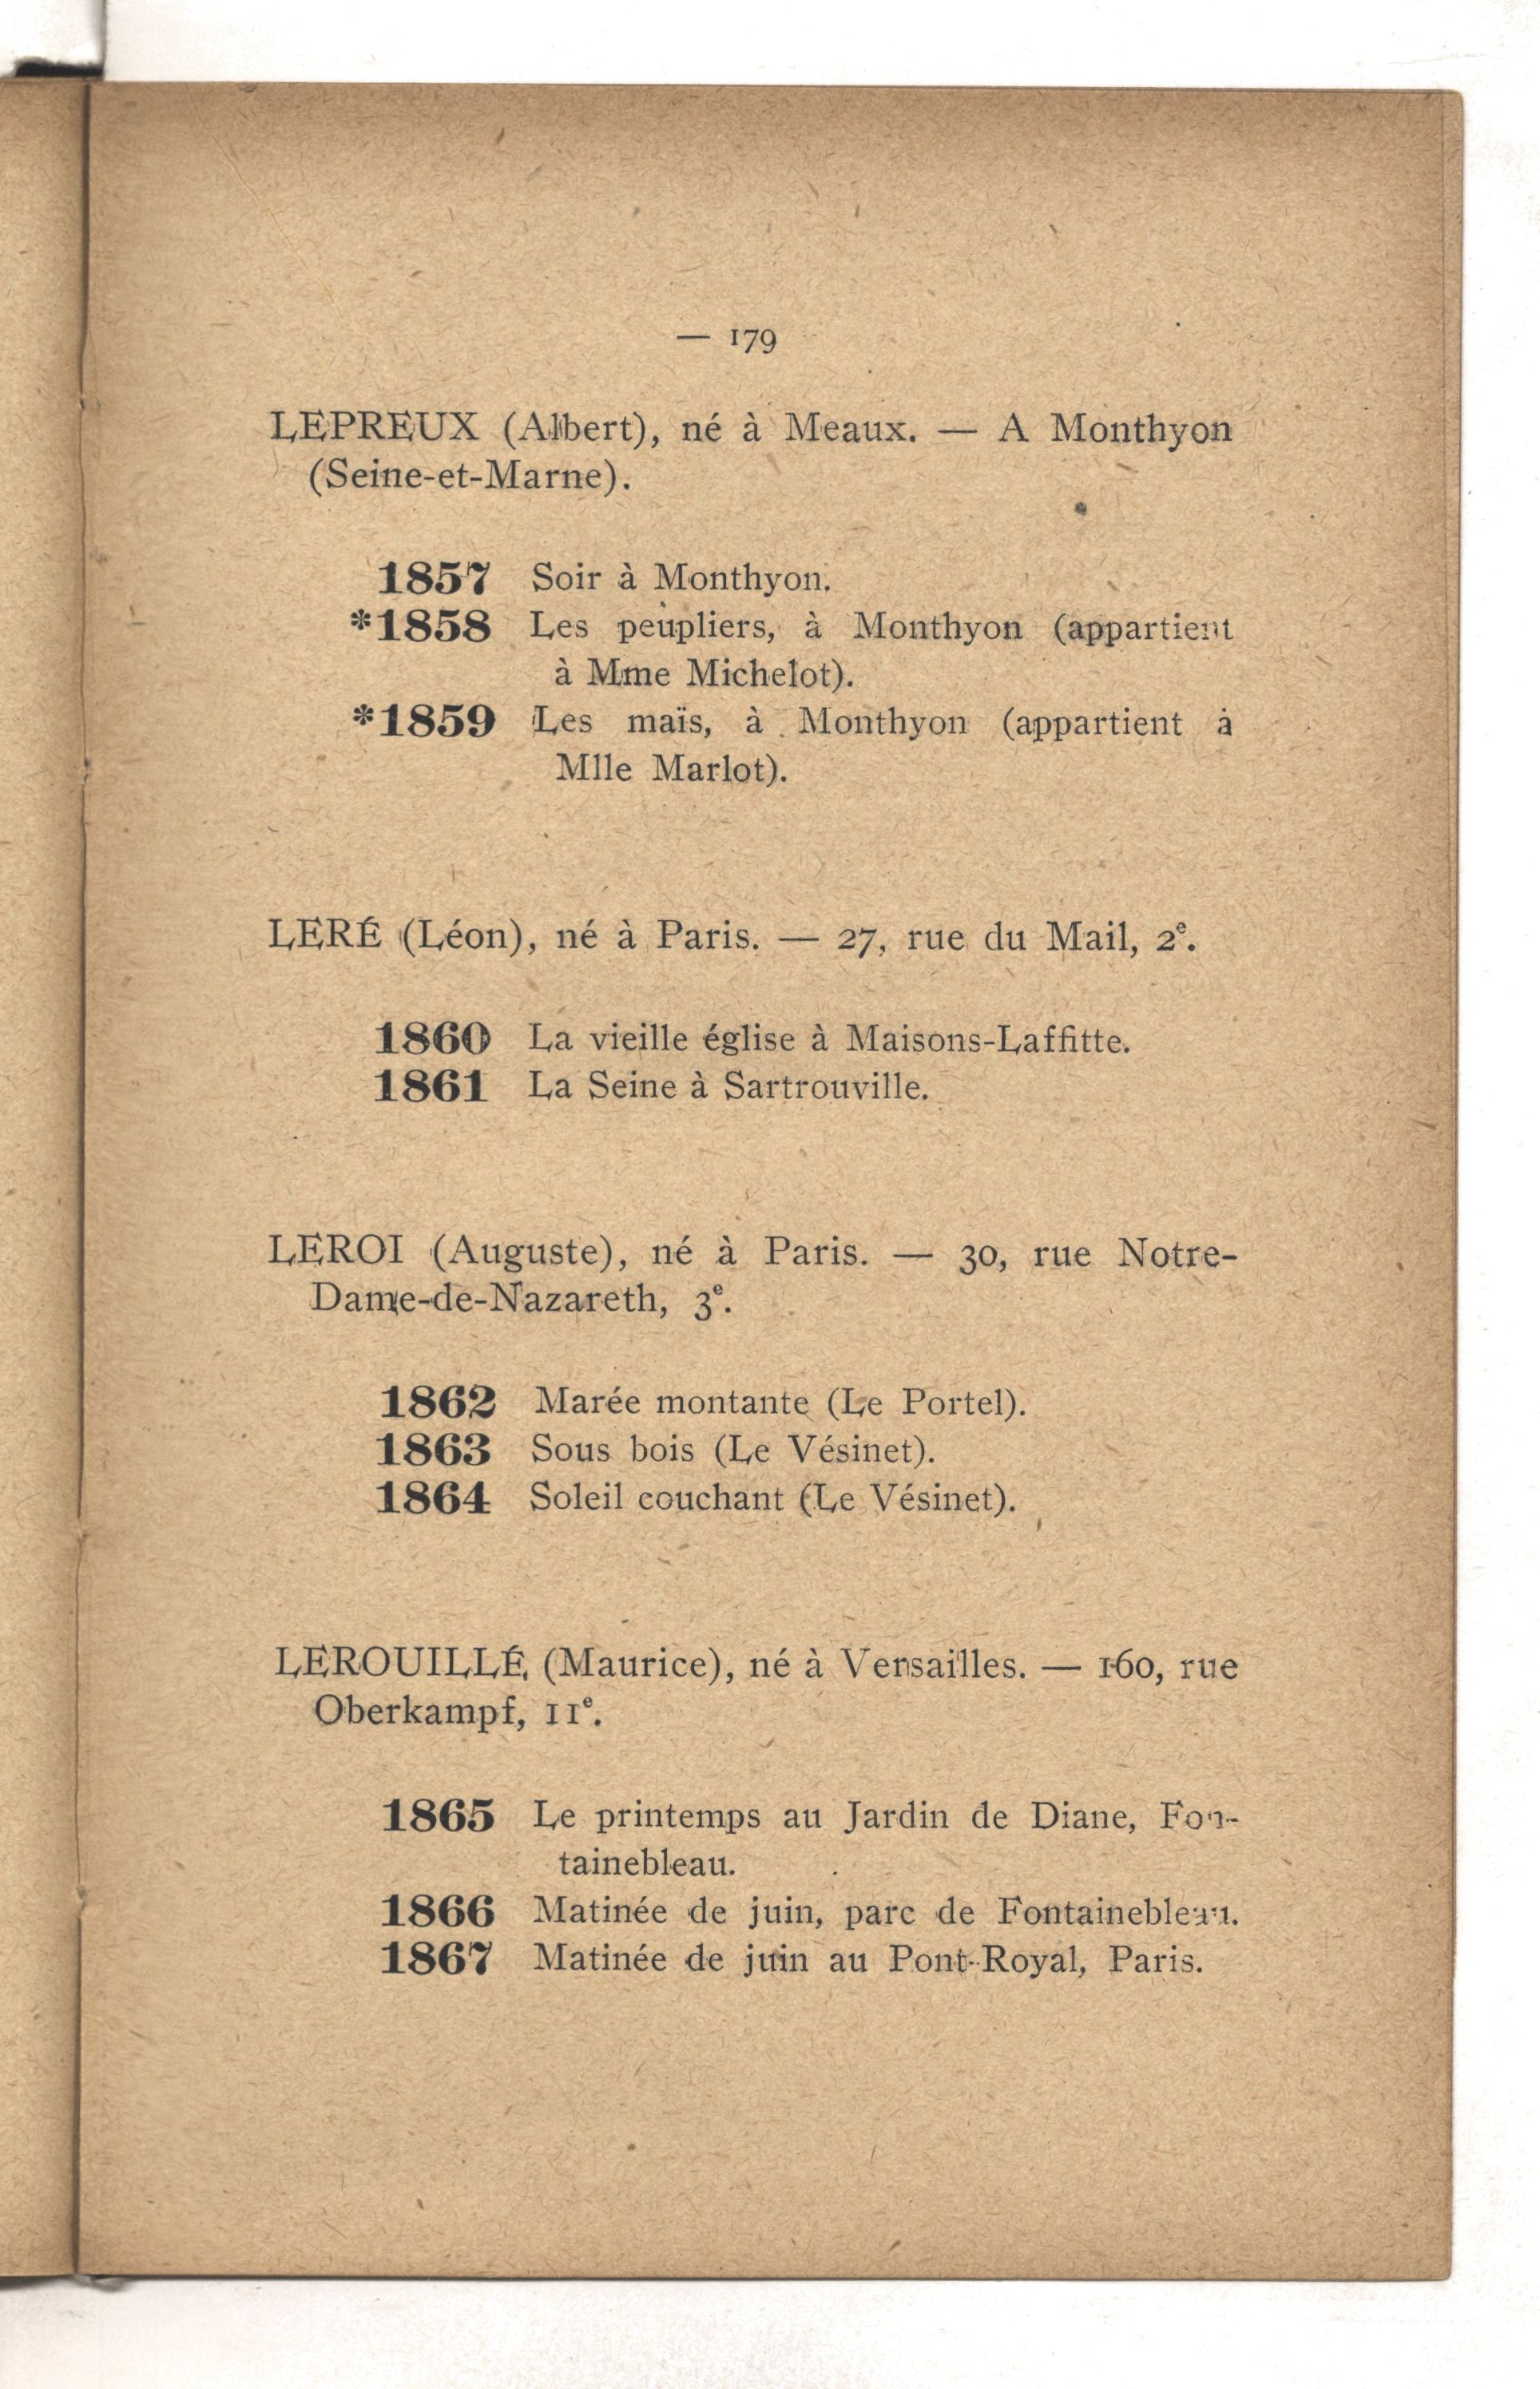 — 179
LEPREUX (Albert), né à Meaux. — A Monthyon
(Seine-et-Marne).
1857 Soir à Monthyon.
*1858 Les peupliers, à Monthyon (appartient
à Mme Michelot).
*1859 Les maïs, à Monthyon (appartient à
Mlle Marlot).
LERÉ (Léon), né à Paris. — 27, rue du Mail, 2e.
1860 La vieille église à Maisons-Laffitte.
1861 La Seine à Sartrouville.
LEROI (Auguste), né à Paris. — 30, rue Notre-
Dame-de-Nazareth, 3e.
1862 Marée montante (Le Portel).
1863 Sous bois (Le Vésinet).
1864 Soleil couchant (Le Vésinet).
LEROUILLÉ, (Maurice), né à Versailles. — 160, rue
Oberkampf, 11e.
1865 Le printemps au Jardin de Diane, Fon-
tainebleau.
1866 Matinée de juin, parc de Fontainebleau.
1867 Matinée de juin au Pont-Royal, Paris.